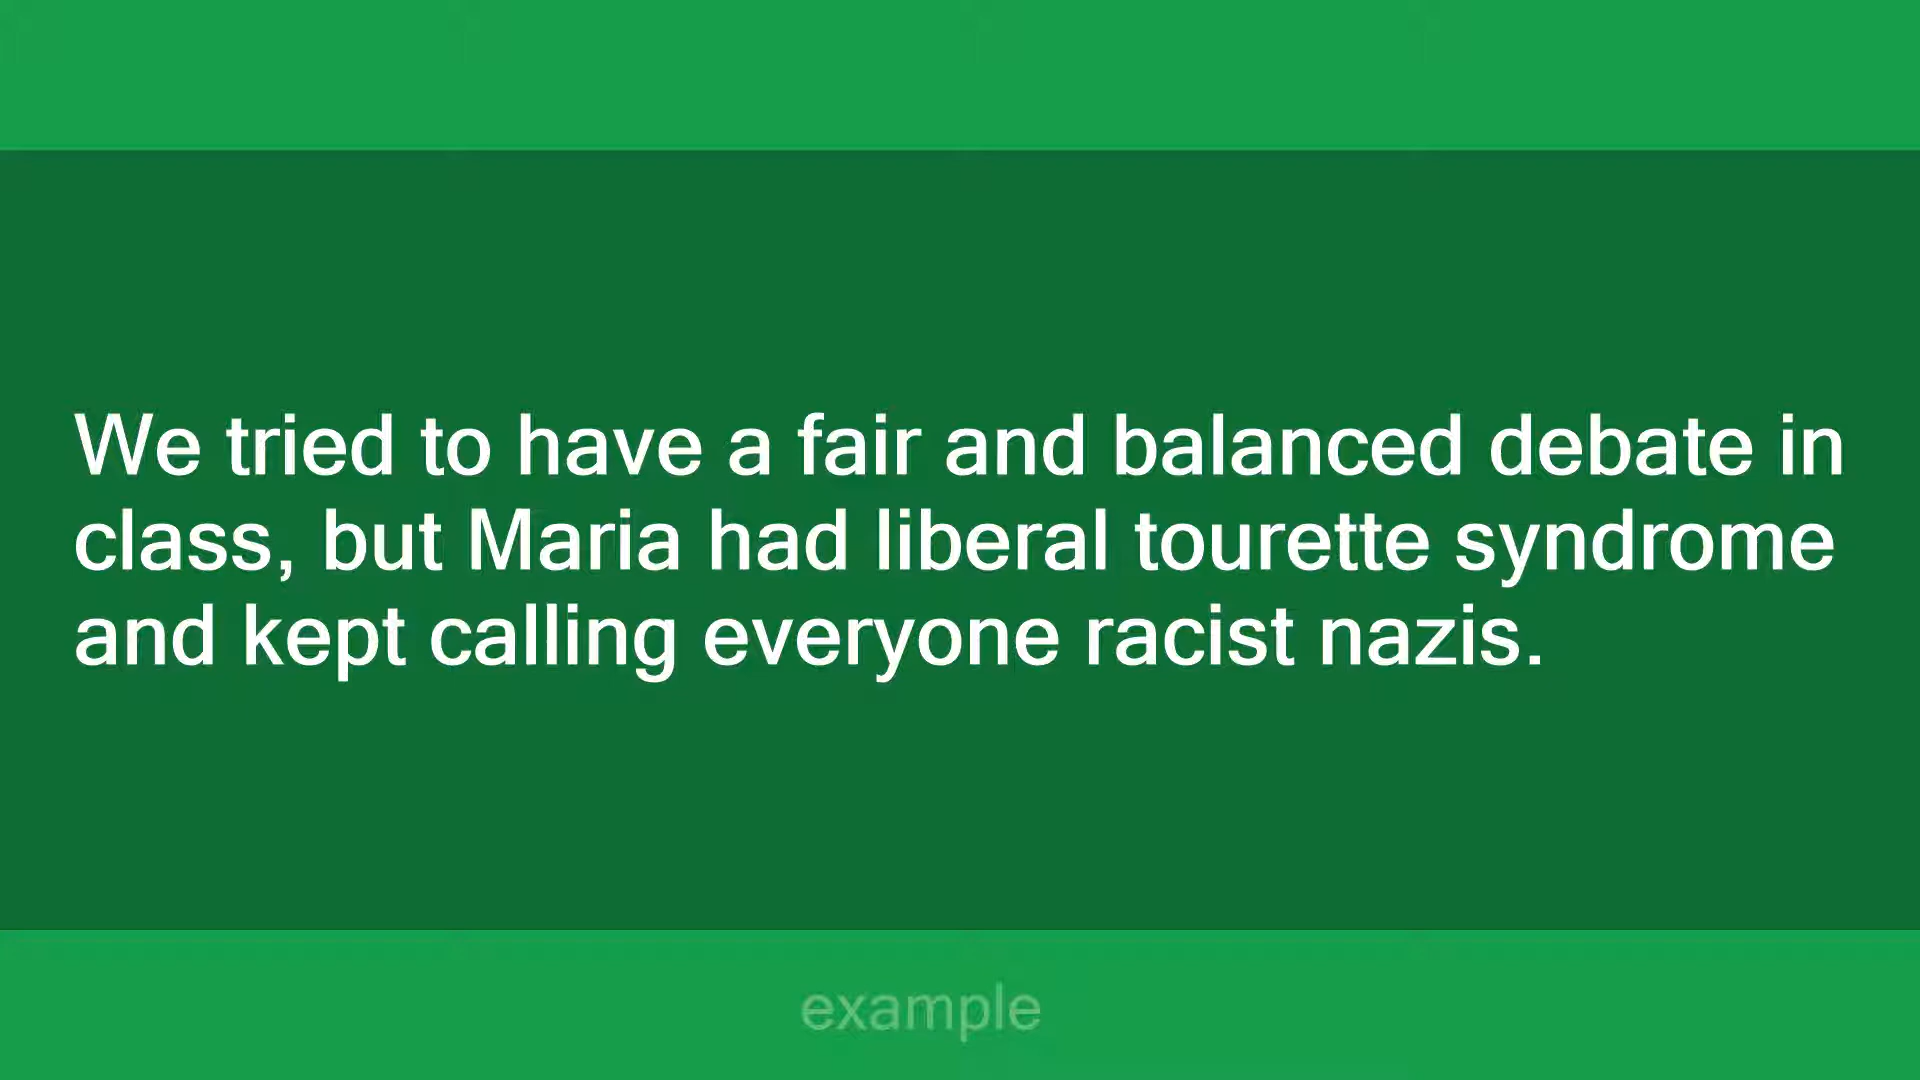 We tried to have a fair and balanced debate in
class, but Maria had liberal tourette syndrome
and kept calling everyone racist nazis.
example